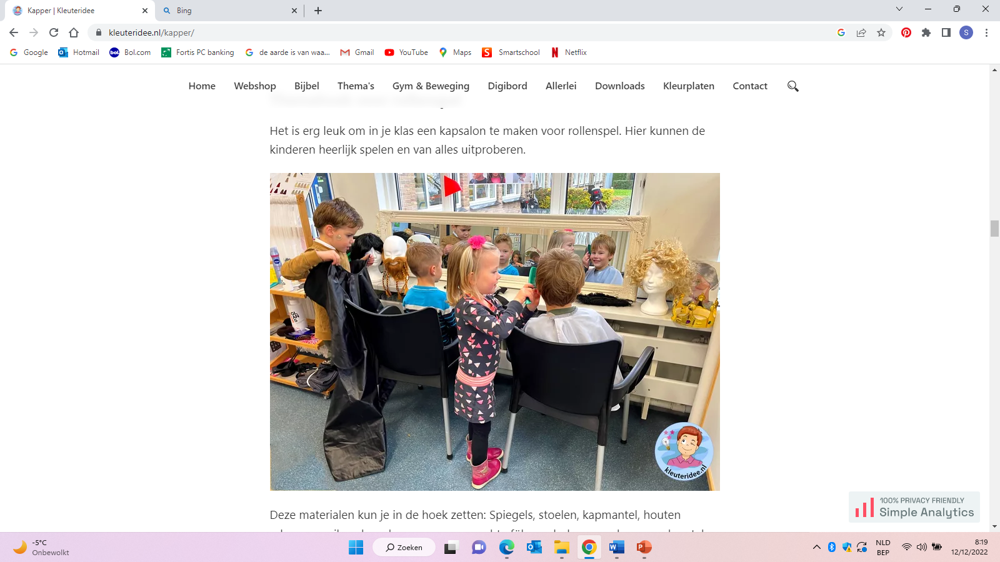 Kapper | Kleuteridee
Bing
kleuteridee.nl/kapper/
S
Google
Hotmail
bol
Bol.com
Fortis PC banking
de aarde is van waa...
Gmail
YouTube
Maps
Smartschool
Netflix
Home
Webshop
Bijbel
Thema's
Gym & Beweging
Digibord
Allerlei
Downloads
Kleurplaten
Contact
Het is erg leuk om in je klas een kapsalon te maken voor rollenspel. Hier kunnen de
kinderen heerlijk spelen en van alles uitproberen.
kleuteridee.nl
100% PRIVACY FRIENDLY
Simple Analytics
Deze materialen kun je in de hoek zetten: Spiegels, stoelen, kapmantel, houten
-5°C
Onbewolkt
Zoeken
NLD
BEP
8:19
12/12/2022